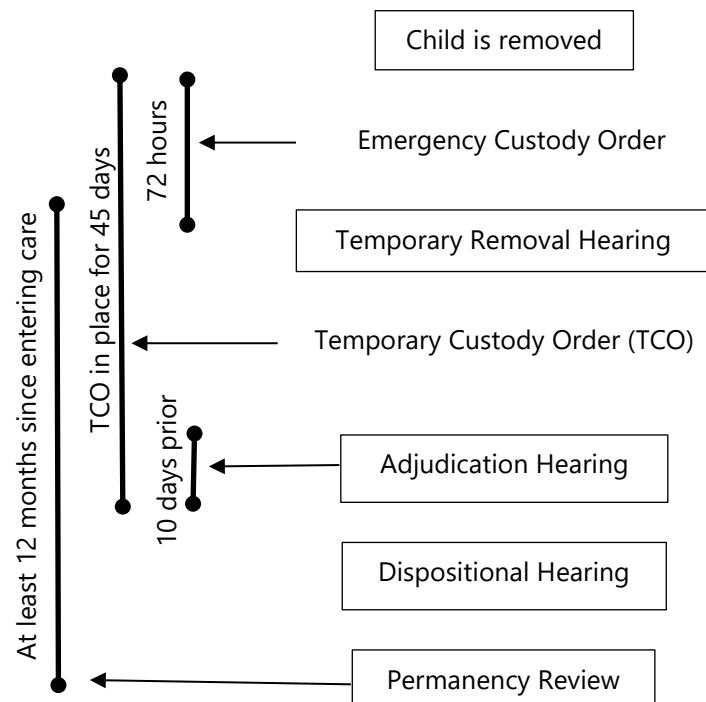 Child is removed
72 hours
Emergency Custody Order
TCO in place for 45 days
Temporary Removal Hearing
At least 12 months since entering care
Temporary Custody Order (TCO)
10 days prior
Adjudication Hearing
Dispositional Hearing
Permanency Review